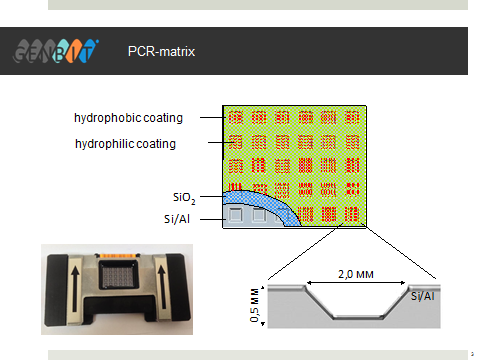 GENBIT
PCR-matrix
hydrophobic coating
hydrophilic coating
SiO2
Si/Al
2,0 мм
Si/Al
0,5 мм